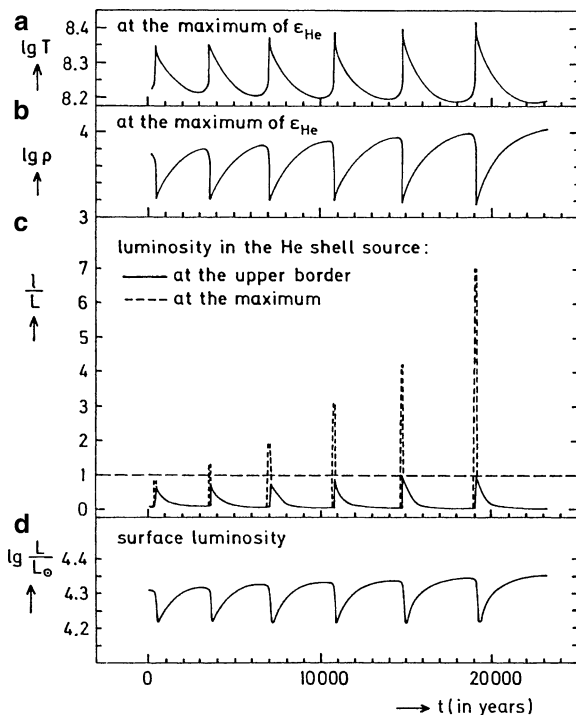 a
lg T
at the maximum of ε_He
8.4
8.3
8.2
b
lg ρ
at the maximum of ε_He
4
3
c
l/L
luminosity in the He shell source:
—— at the upper border
----- at the maximum
7
6
5
4
3
2
1
0
d
lg L/L⊙
surface luminosity
4.4
4.3
4.2
0
10000
20000
→ t (in years)